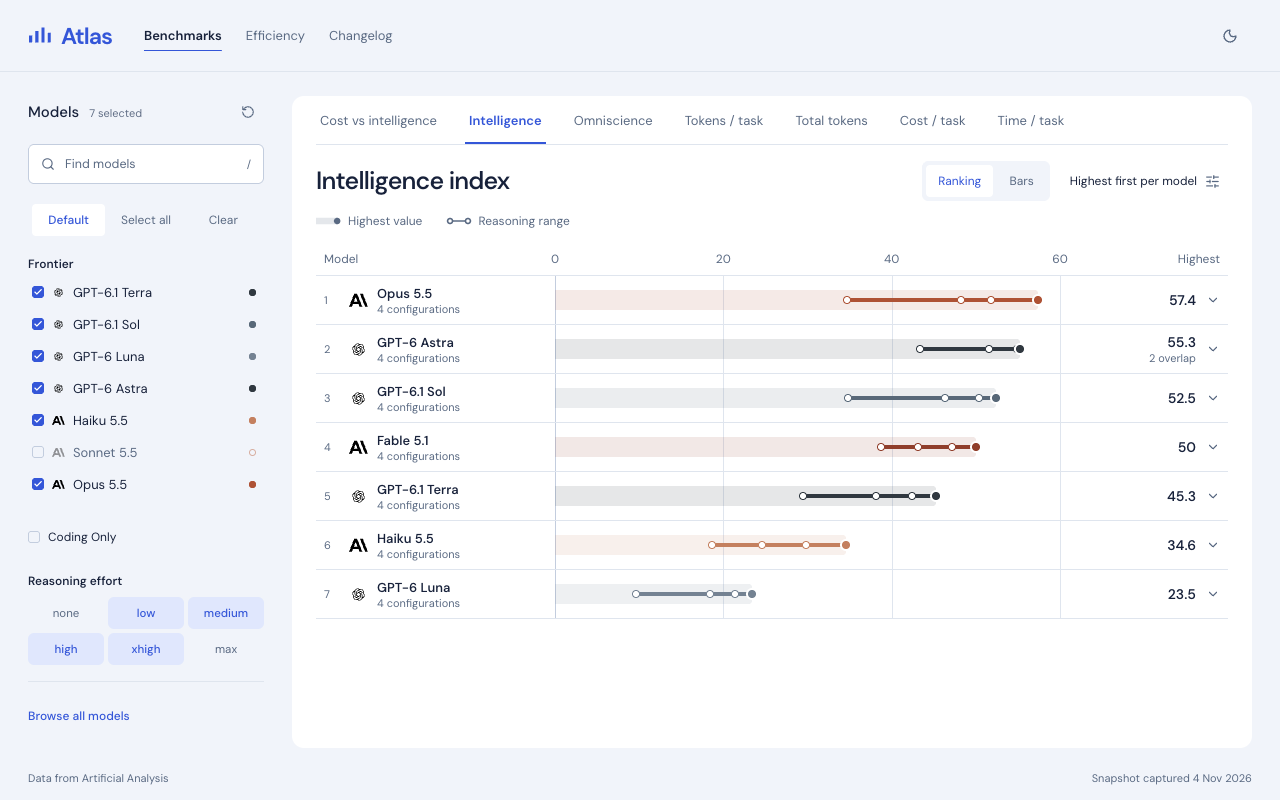 Atlas
Benchmarks
Efficiency
Changelog
Models 7 selected
Find models /
Default Select all Clear
Frontier
GPT-6.1 Terra
GPT-6.1 Sol
GPT-6 Luna
GPT-6 Astra
Haiku 5.5
Sonnet 5.5
Opus 5.5
Coding Only
Reasoning effort
none low medium
high xhigh max
Browse all models
Cost vs intelligence Intelligence Omniscience Tokens / task Total tokens Cost / task Time / task
Intelligence index
Ranking Bars Highest first per model
Highest value Reasoning range
Model 0 20 40 60 Highest
1 Opus 5.5 57.4
4 configurations
2 GPT-6 Astra 55.3
4 configurations 2 overlap
3 GPT-6.1 Sol 52.5
4 configurations
4 Fable 5.1 50
4 configurations
5 GPT-6.1 Terra 45.3
4 configurations
6 Haiku 5.5 34.6
4 configurations
7 GPT-6 Luna 23.5
4 configurations
Data from Artificial Analysis
Snapshot captured 4 Nov 2026